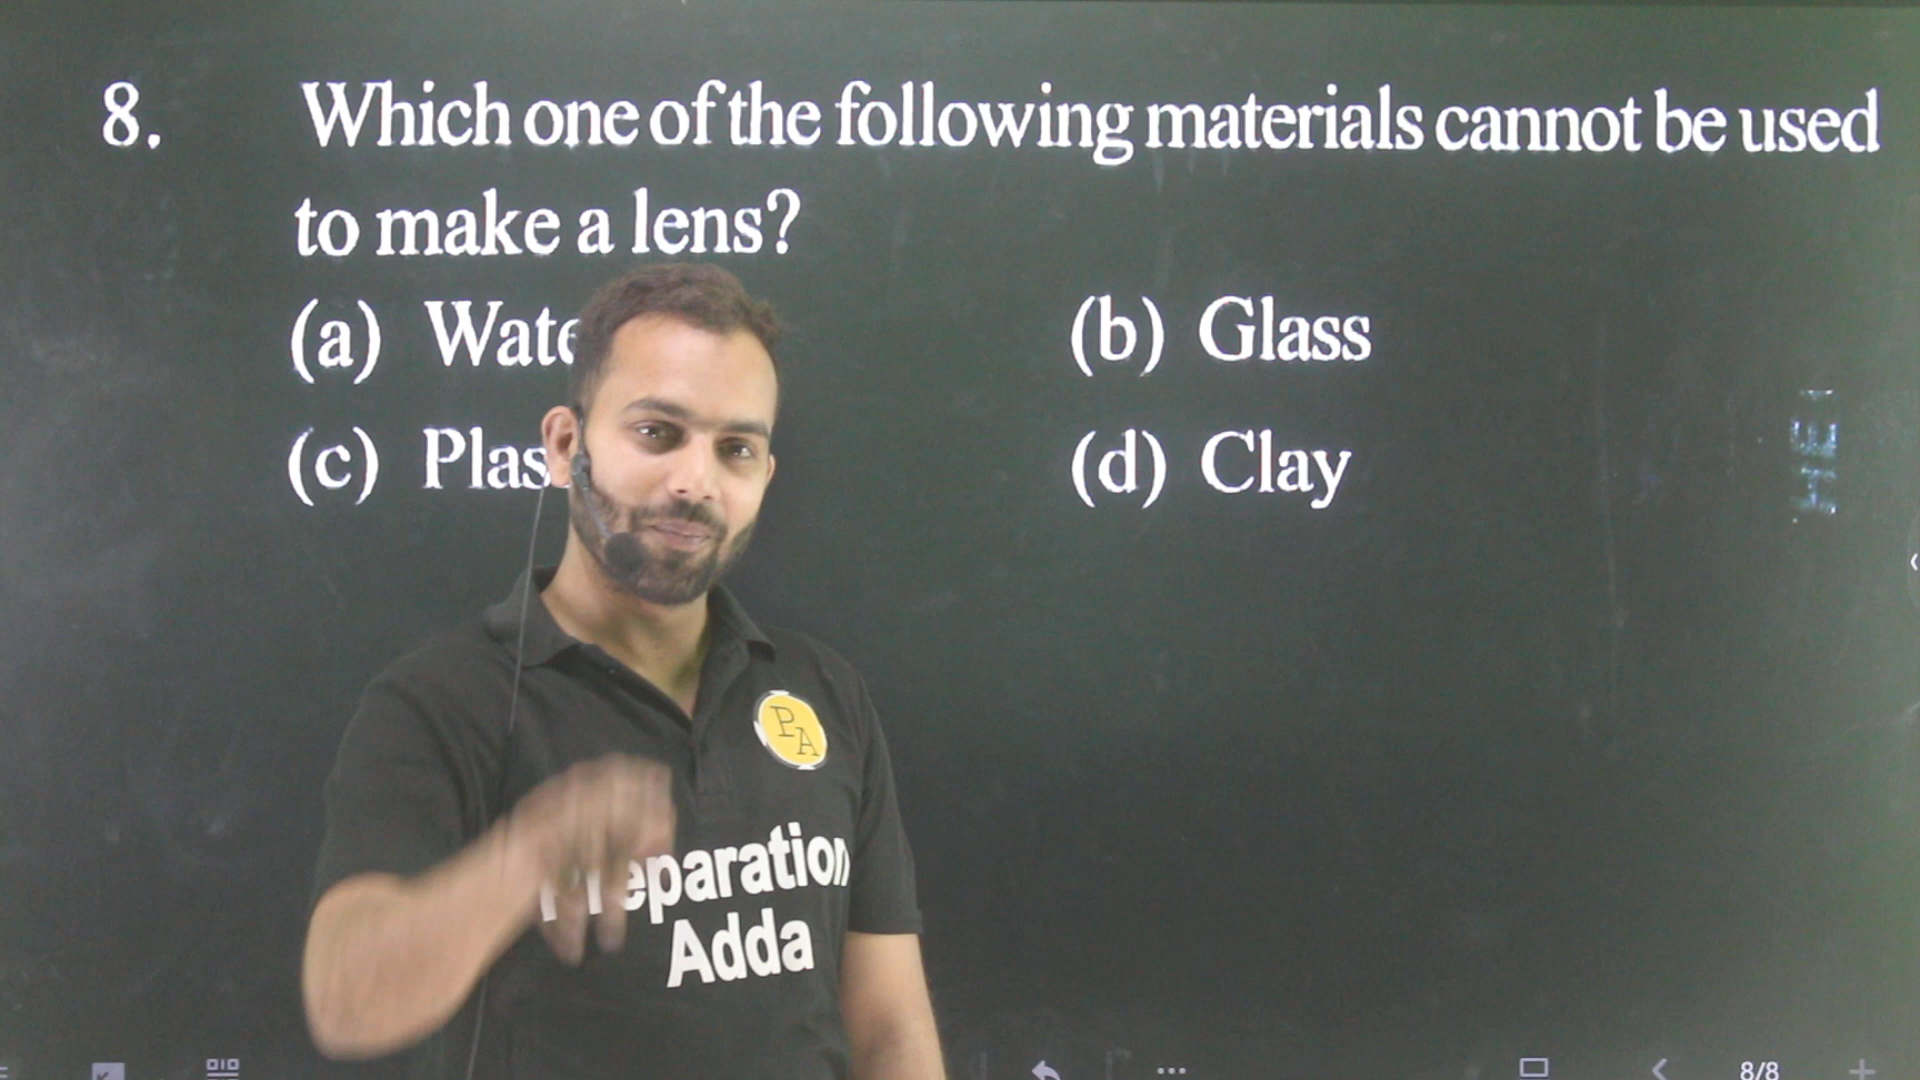 8. Which one of the following materials cannot be used
to make a lens?
(a) Wate (b) Glass
(c) Plas (d) Clay
PA
Preparation
Adda
8/8